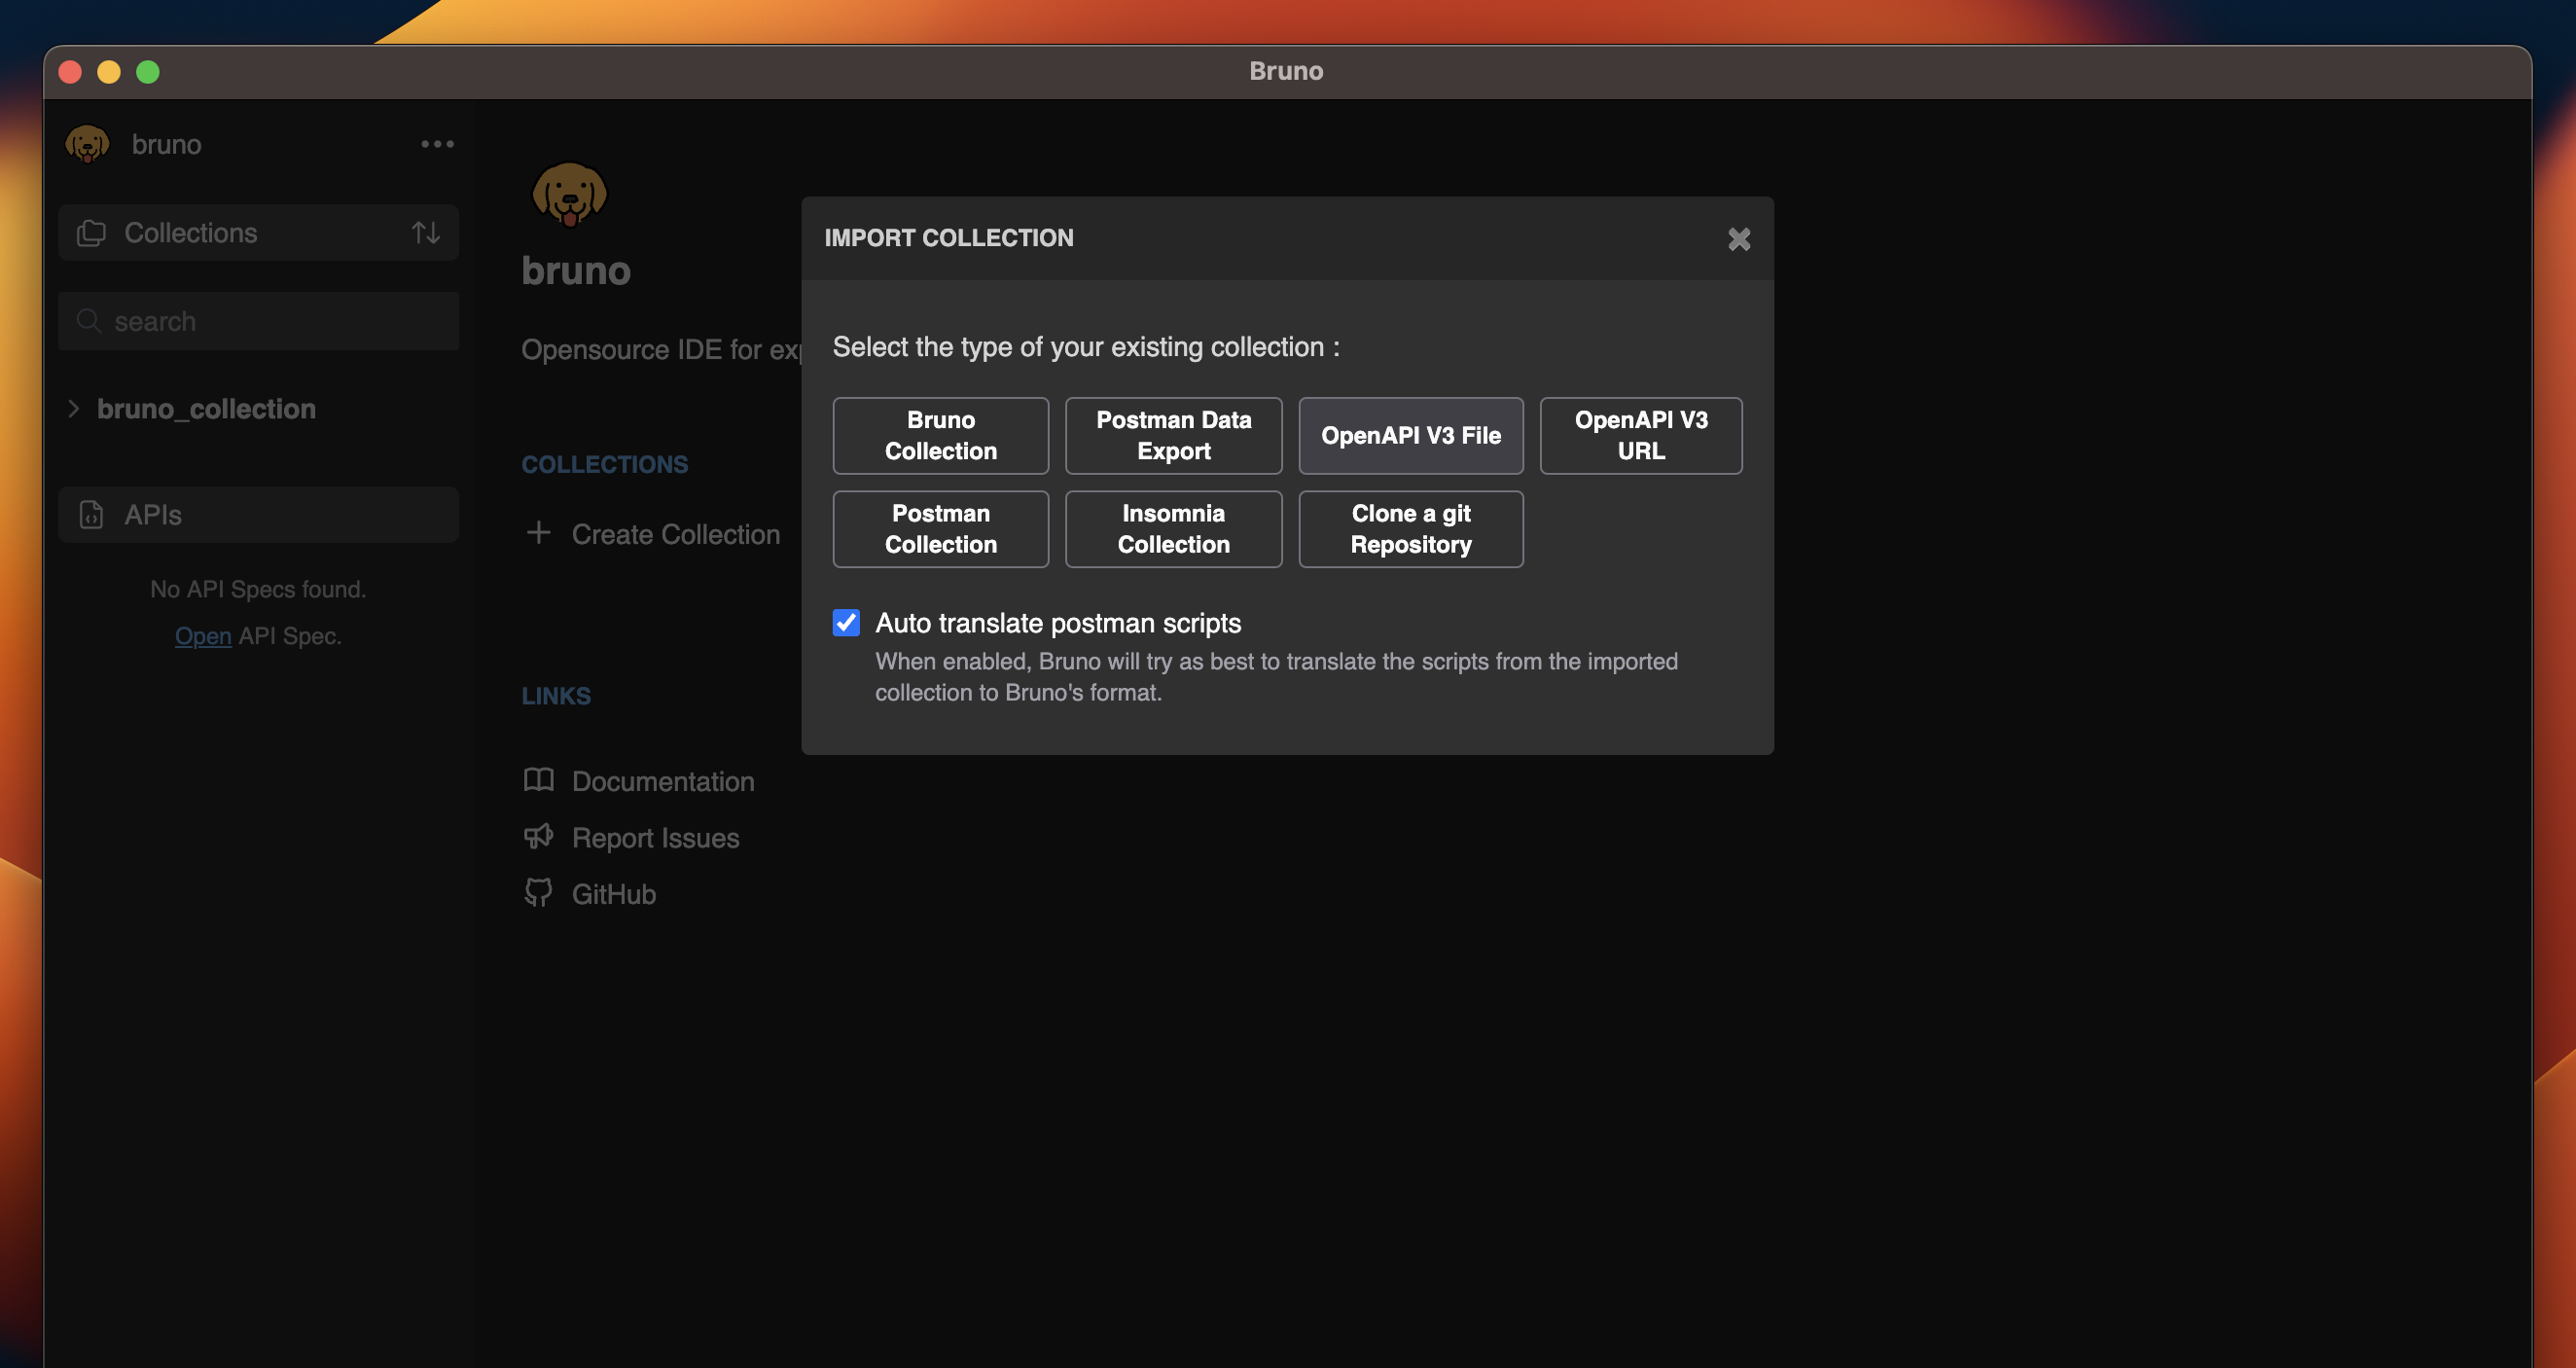 Bruno
bruno
Collections
search
bruno_collection
APIs
No API Specs found.
Open API Spec.
bruno
Opensource IDE for exp
COLLECTIONS
Create Collection
LINKS
Documentation
Report Issues
GitHub
IMPORT COLLECTION
Select the type of your existing collection :
Bruno
Collection
Postman Data
Export
OpenAPI V3 File
OpenAPI V3
URL
Postman
Collection
Insomnia
Collection
Clone a git
Repository
Auto translate postman scripts
When enabled, Bruno will try as best to translate the scripts from the imported
collection to Bruno's format.